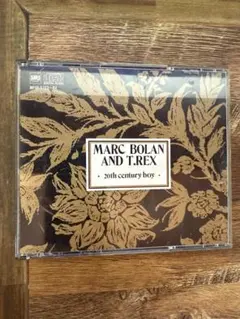 MARC BOLAN
AND T.REX
· 20th century boy ·